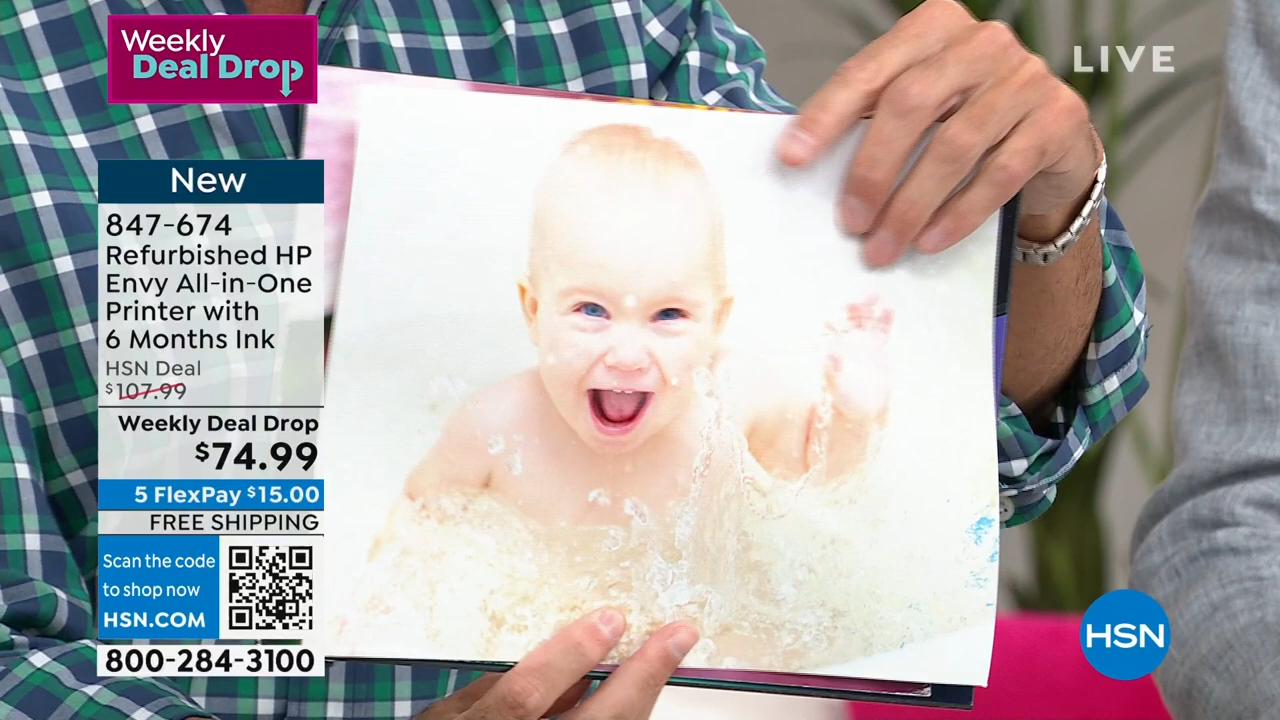 Weekly
Deal Drop
LIVE
New
847-674
Refurbished HP
Envy All-in-One
Printer with
6 Months Ink
HSN Deal
$107.99
Weekly Deal Drop
$74.99
5 FlexPay $15.00
FREE SHIPPING
Scan the code
to shop now
HSN.COM
800-284-3100
HSN